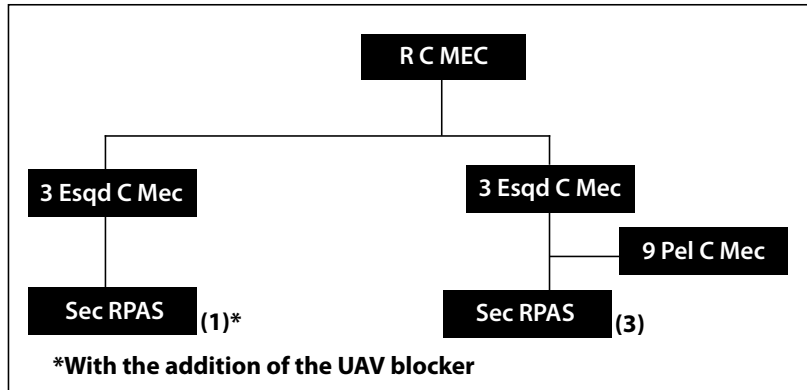 R C MEC
3 Esqd C Mec
3 Esqd C Mec
9 Pel C Mec
Sec RPAS (1)*
Sec RPAS (3)
*With the addition of the UAV blocker